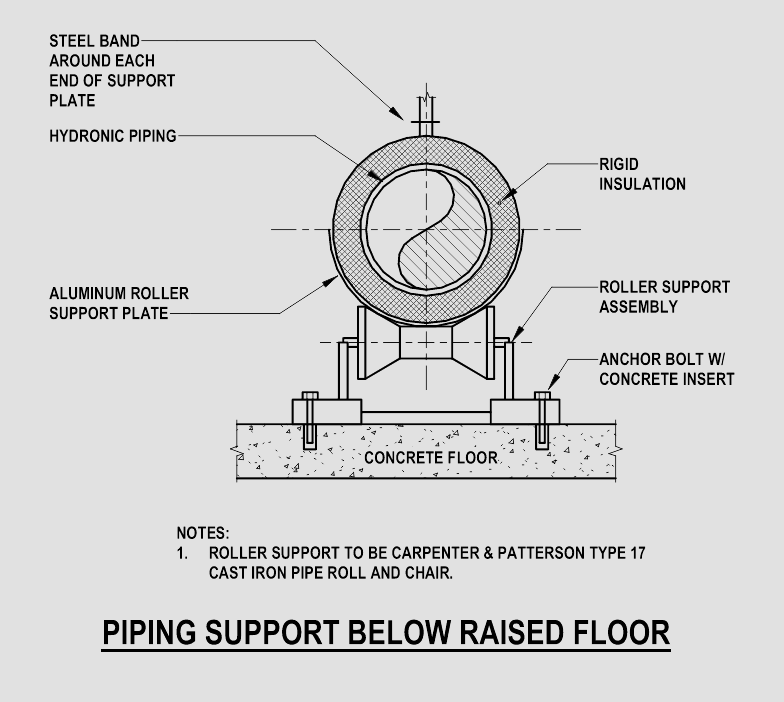 STEEL BAND
AROUND EACH
END OF SUPPORT
PLATE
HYDRONIC PIPING
RIGID
INSULATION
ALUMINUM ROLLER
SUPPORT PLATE
ROLLER SUPPORT
ASSEMBLY
ANCHOR BOLT W/
CONCRETE INSERT
CONCRETE FLOOR
NOTES:
1. ROLLER SUPPORT TO BE CARPENTER & PATTERSON TYPE 17
CAST IRON PIPE ROLL AND CHAIR.
PIPING SUPPORT BELOW RAISED FLOOR